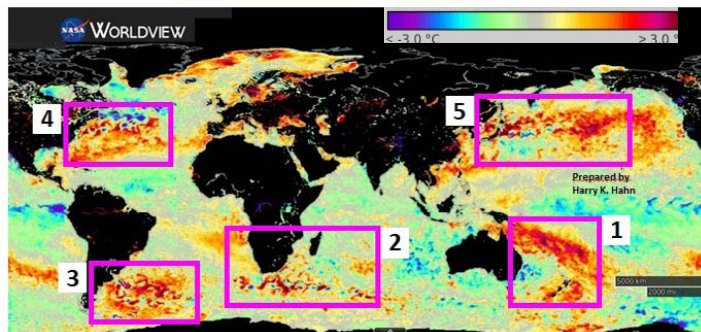 NASA WORLDVIEW
< -3.0 °C
> 3.0 °
4
5
Prepared by
Harry K. Hahn
1
2
3
5000 km
2000 mi